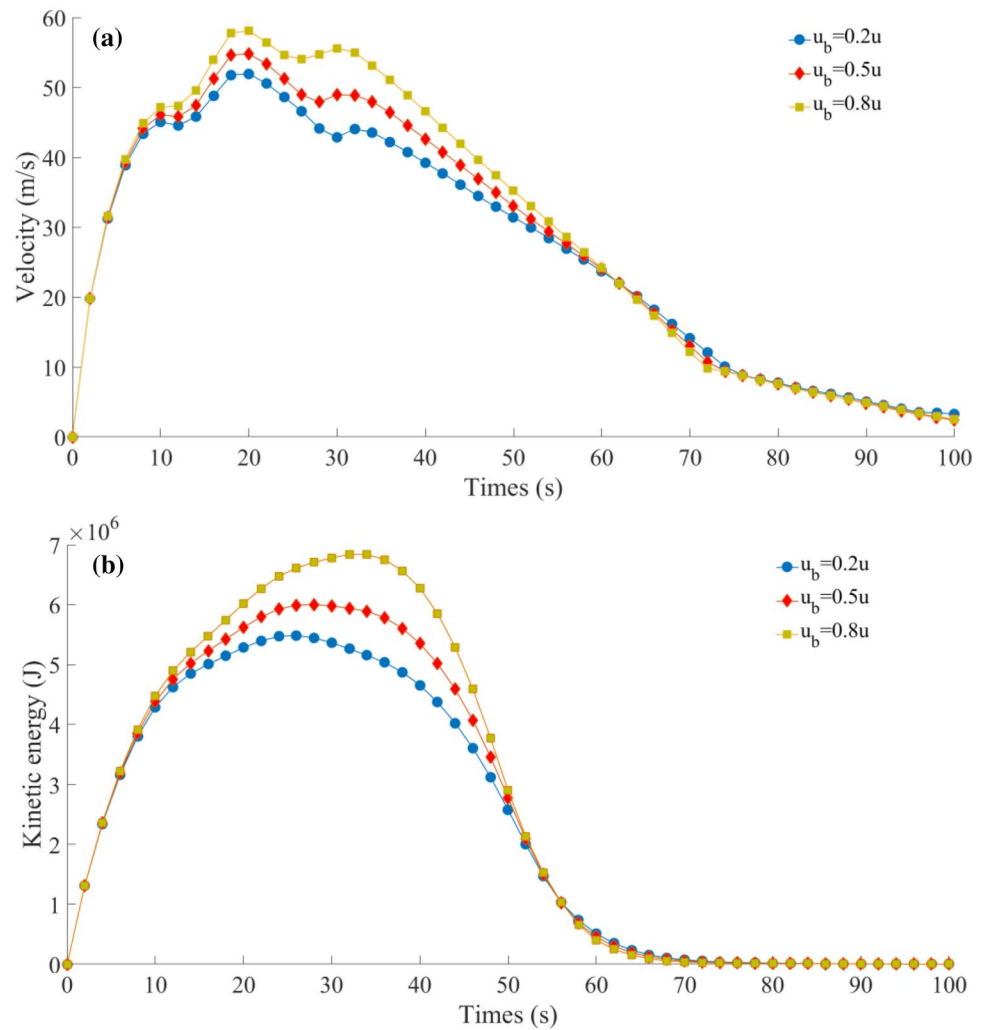 (a)
60
50
40
30
20
10
0
Velocity (m/s)
u_b=0.2u
u_b=0.5u
u_b=0.8u
0 10 20 30 40 50 60 70 80 90 100
Times (s)
×10^6
(b)
7
6
5
4
3
2
1
0
Kinetic energy (J)
u_b=0.2u
u_b=0.5u
u_b=0.8u
0 10 20 30 40 50 60 70 80 90 100
Times (s)